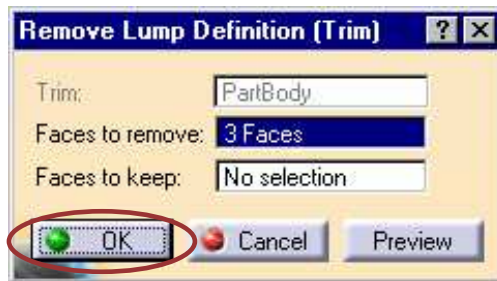 Remove Lump Definition (Trim) ? X
Trim: PartBody
Faces to remove: 3 Faces
Faces to keep: No selection
OK Cancel Preview